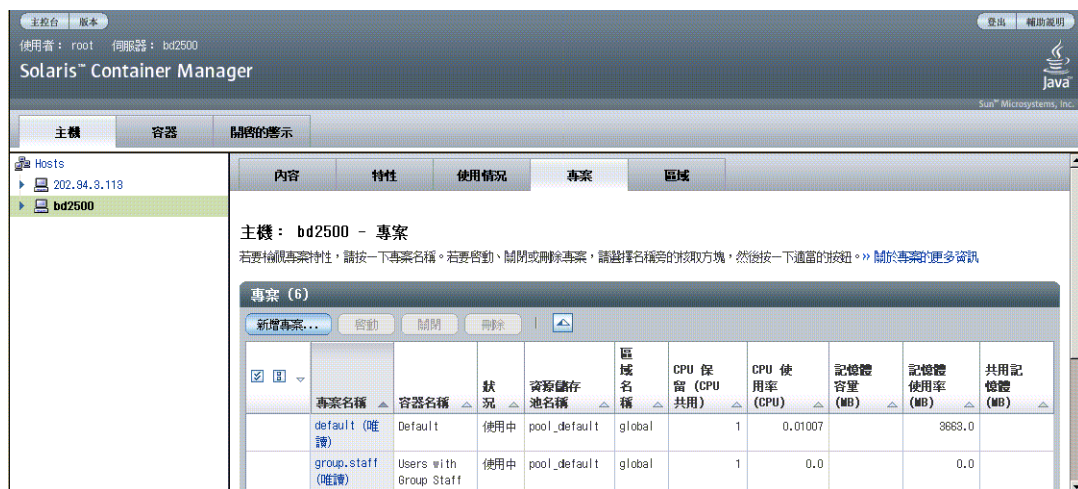 主控台 版本 登出 輔助說明
使用者： root 伺服器： bd2500
Solaris™ Container Manager
Java
Sun™ Microsystems, Inc.
主機 容器 開啟的警示
Hosts
202.94.3.113
bd2500
內容 特性 使用情況 專案 區域
主機： bd2500 - 專案
若要檢視專案特性，請按一下專案名稱。若要啟動、關閉或刪除專案，請選擇名稱旁的核取方塊，然後按一下適當的按鈕。» 關於專案的更多資訊
專案 (6)
新增專案... 啟動 關閉 刪除
專案名稱 容器名稱 狀況 資源儲存池名稱 區域名稱 CPU 保留 (CPU 共用) CPU 使用率 (CPU) 記憶體容量 (MB) 記憶體使用率 (MB) 共用記憶體 (MB)
default (唯讀) Default 使用中 pool_default global 1 0.01007 3663.0
group.staff (唯讀) Users with Group Staff 使用中 pool_default global 1 0.0 0.0